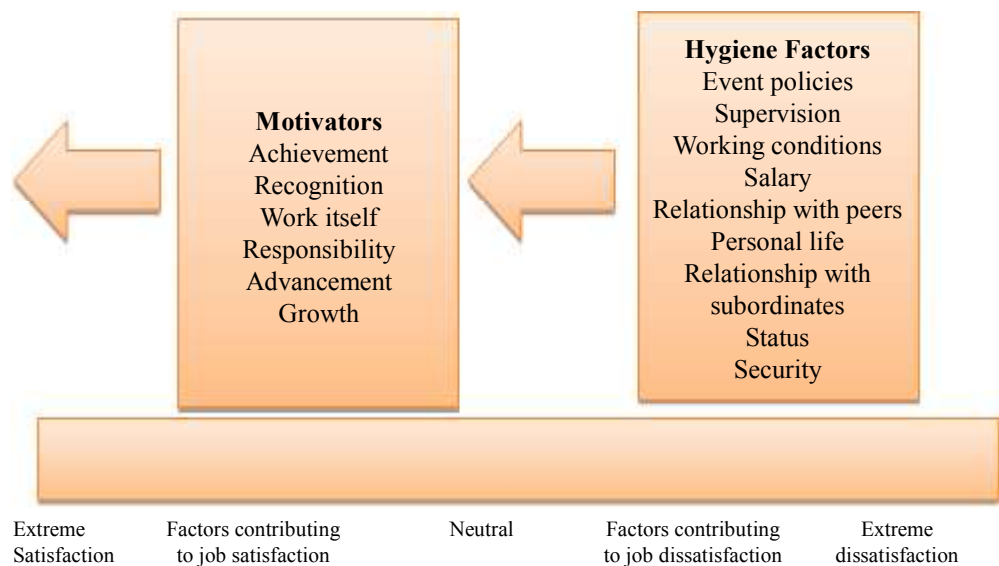 Motivators
Achievement
Recognition
Work itself
Responsibility
Advancement
Growth
Hygiene Factors
Event policies
Supervision
Working conditions
Salary
Relationship with peers
Personal life
Relationship with
subordinates
Status
Security
Extreme
Satisfaction
Factors contributing
to job satisfaction
Neutral
Factors contributing
to job dissatisfaction
Extreme
dissatisfaction